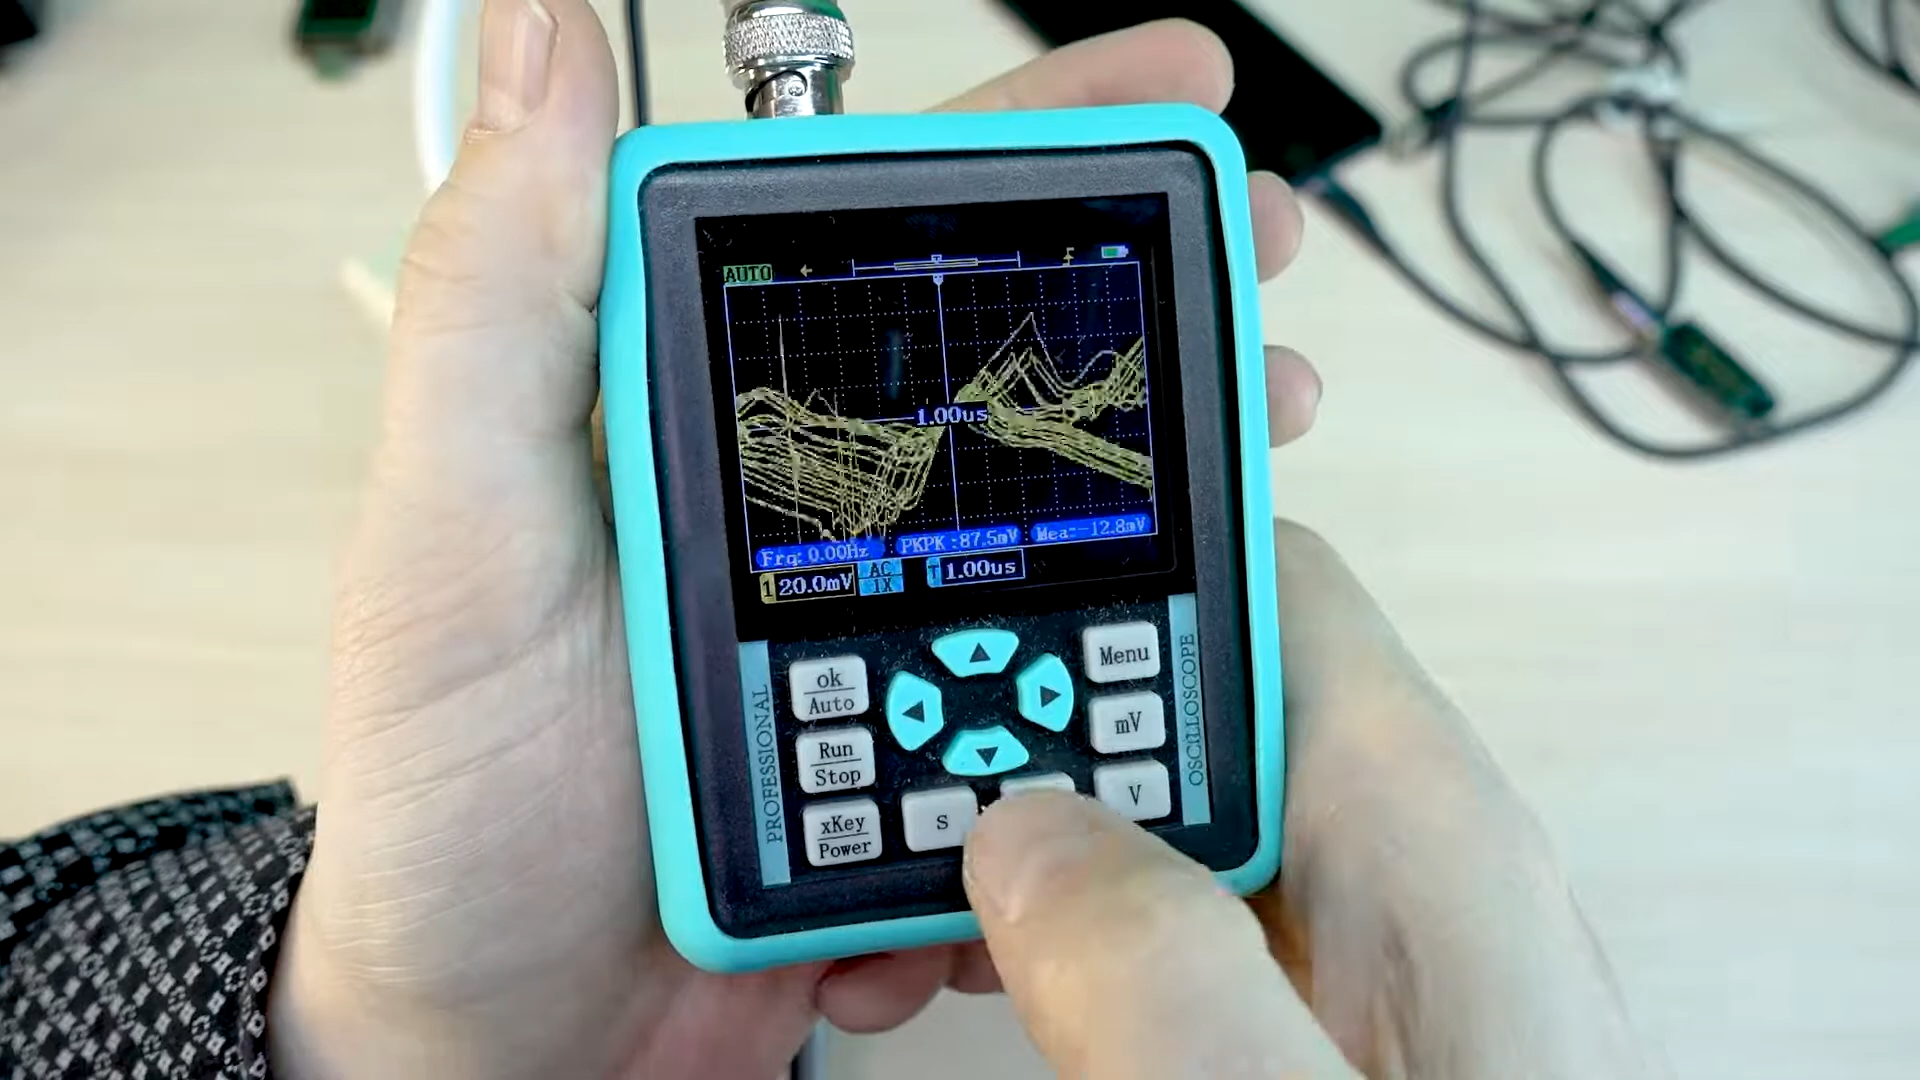 AUTO
1.00us
Frq: 0.00Hz PKPK :87.5mV Mea:-12.8mV
1 20.0mV AC 1X T 1.00us
PROFESSIONAL
ok
Auto
Run
Stop
xKey
Power
S
Menu
mV
V
OSCILLOSCOPE